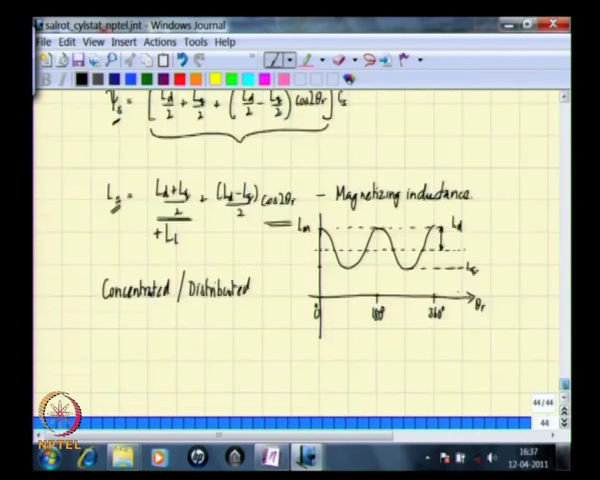 salrot_cylstat_nptel.jnt - Windows Journal
File Edit View Insert Actions Tools Help
ψs = [ Ld/2 + Lq/2 + ( Ld/2 - Lq/2 ) cos2θr ] is
Ls = (Ld+Lq)/2 + (Ld-Lq)/2 cos2θr - Magnetizing inductance.
+ Ll
Lm
Ld
Lq
Concentrated / Distributed
0 180° 360° θr
44/44
44
NPTEL
16:37
12-04-2011